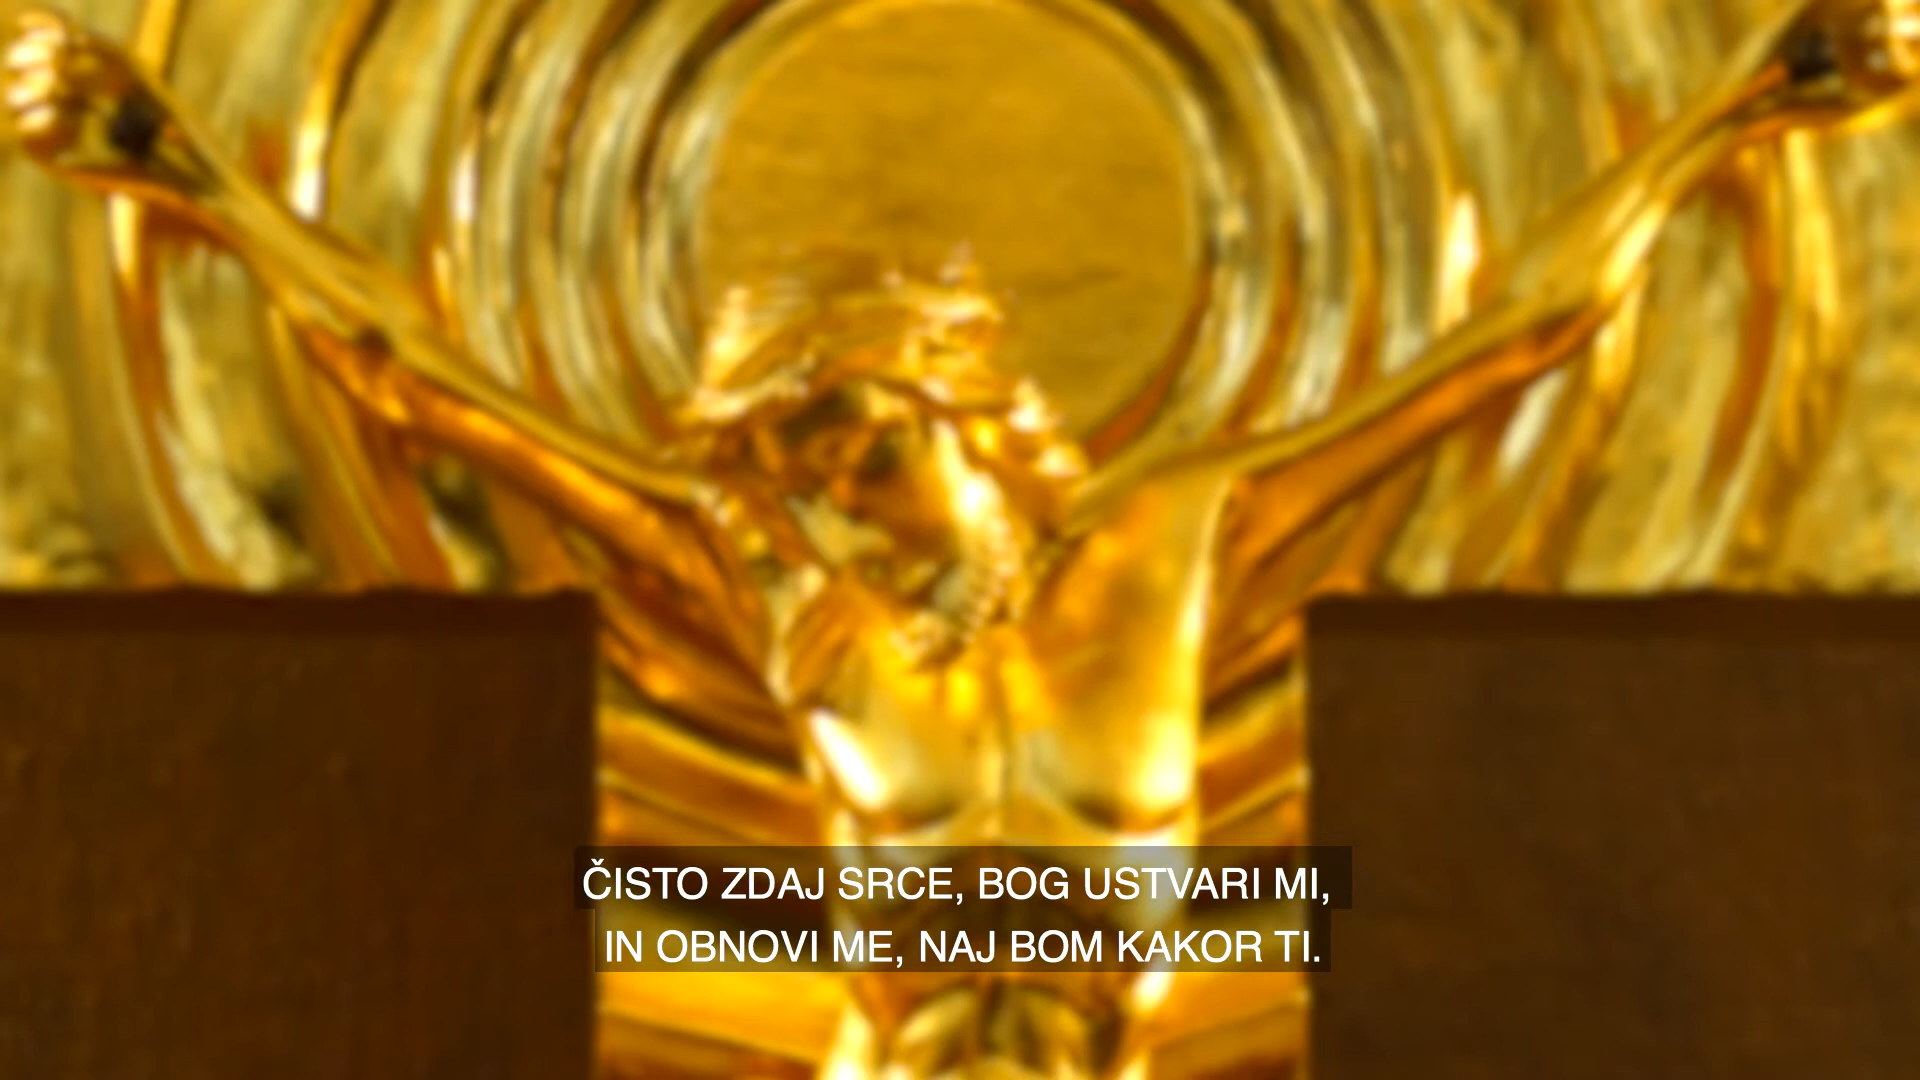 ČISTO ZDAJ SRCE, BOG USTVARI MI,
IN OBNOVI ME, NAJ BOM KAKOR TI.